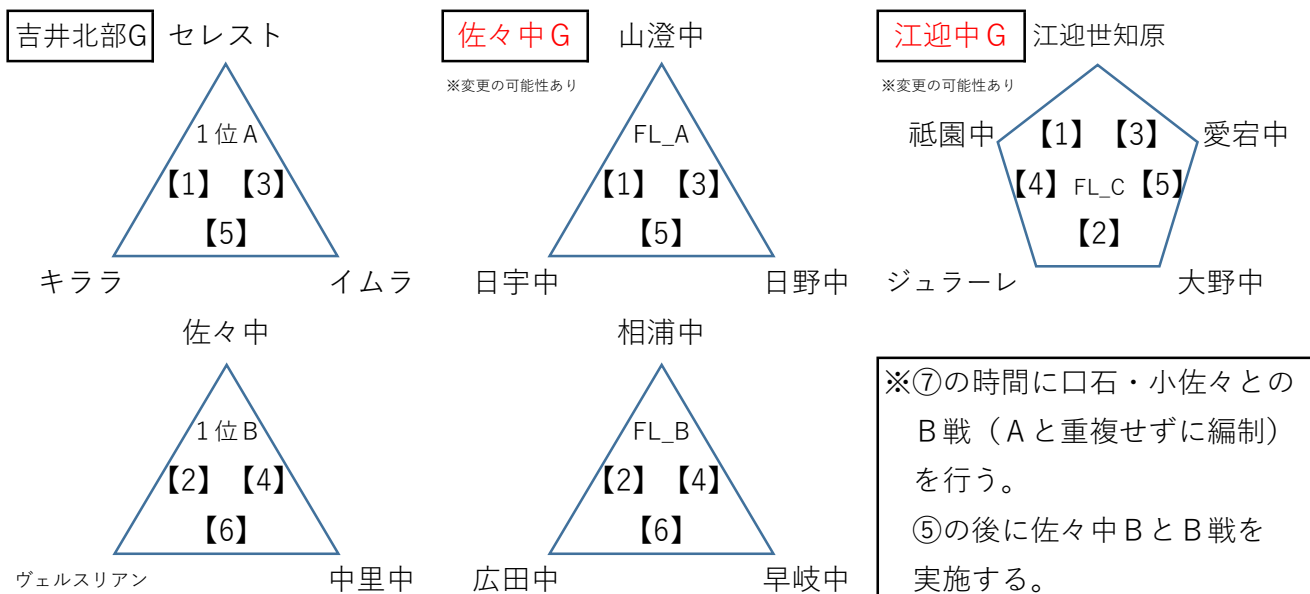 吉井北部G セレスト
佐々中G 山澄中
江迎中G 江迎世知原
※変更の可能性あり
※変更の可能性あり
1位A
【1】【3】
【5】
キララ イムラ
FL_A
【1】【3】
【5】
日宇中 日野中
祇園中 【1】【3】 愛宕中
【4】 FL_C 【5】
【2】
ジュラーレ 大野中
佐々中
1位B
【2】【4】
【6】
ヴェルスリアン 中里中
相浦中
FL_B
【2】【4】
【6】
広田中 早岐中
※⑦の時間に口石・小佐々との
B戦（Aと重複せずに編制）
を行う。
⑤の後に佐々中BとB戦を
実施する。